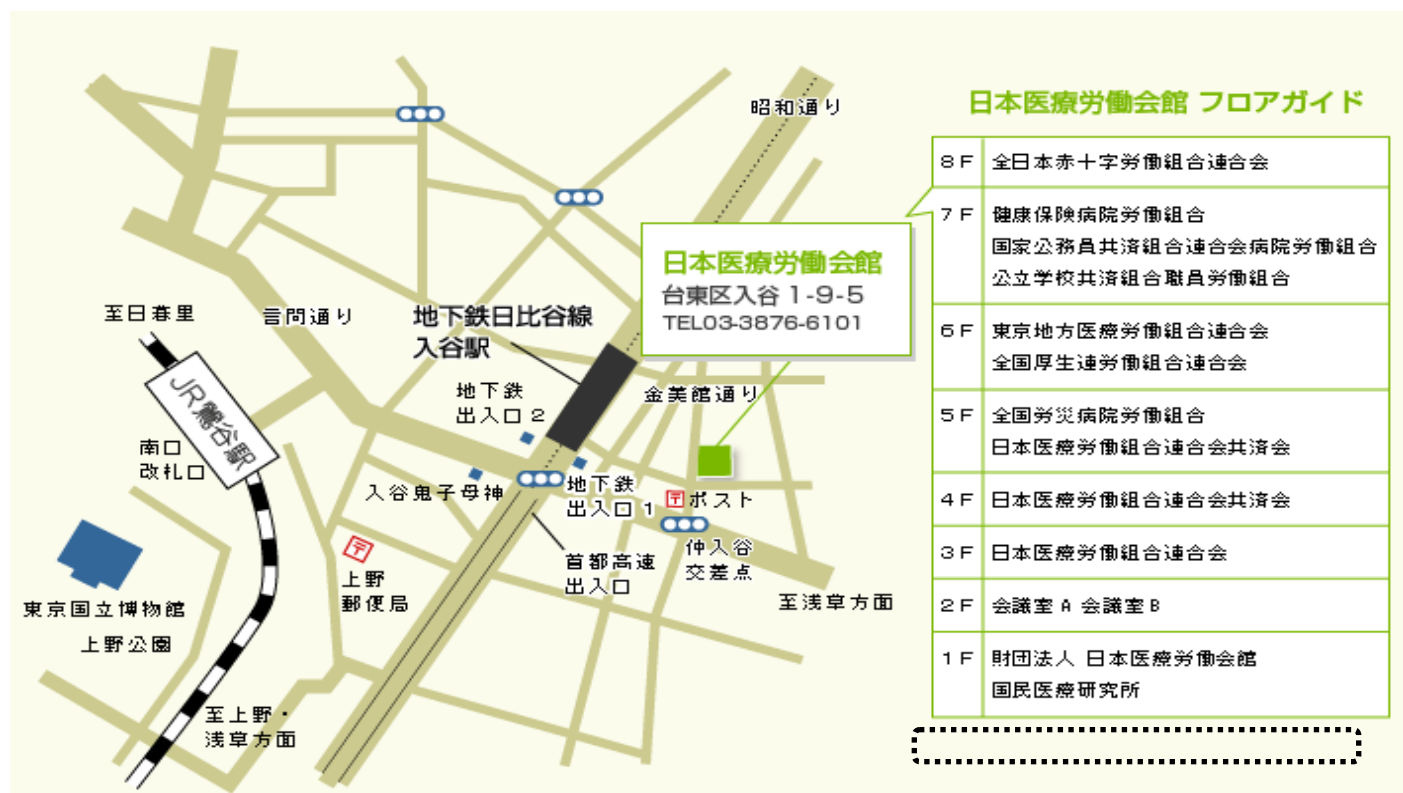 昭和通り
日本医療労働会館 フロアガイド
8F 全日本赤十字労働組合連合会
7F 健康保険病院労働組合
国家公務員共済組合連合会病院労働組合
公立学校共済組合職員労働組合
6F 東京地方医療労働組合連合会
全国厚生連労働組合連合会
5F 全国労災病院労働組合
日本医療労働組合連合会共済会
4F 日本医療労働組合連合会共済会
3F 日本医療労働組合連合会
2F 会議室A 会議室B
1F 財団法人 日本医療労働会館
国民医療研究所
日本医療労働会館
台東区入谷 1-9-5
TEL03-3876-6101
至日暮里
言問通り
地下鉄日比谷線
入谷駅
JR鶯谷駅
地下鉄
出入口2
金美館通り
南口
改札口
入谷鬼子母神
地下鉄
出入口1
〒ポスト
仲入谷
交差点
首都高速
出入口
〒
上野
郵便局
至浅草方面
東京国立博物館
上野公園
至上野・
浅草方面